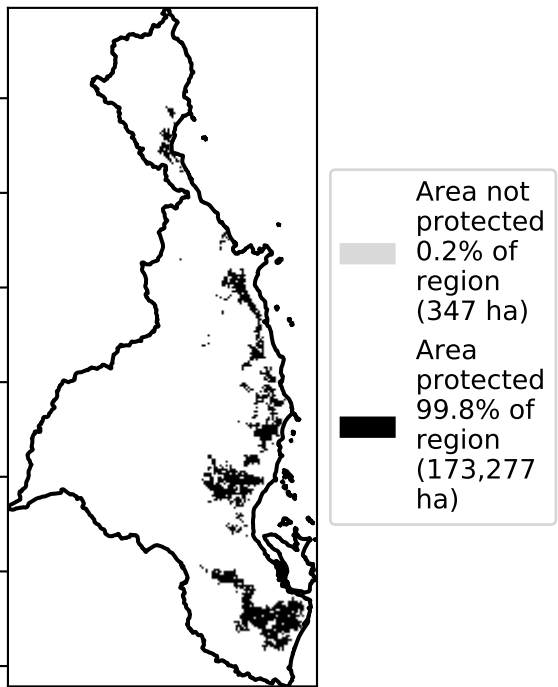 Area not
protected
0.2% of
region
(347 ha)
Area
protected
99.8% of
region
(173,277
ha)